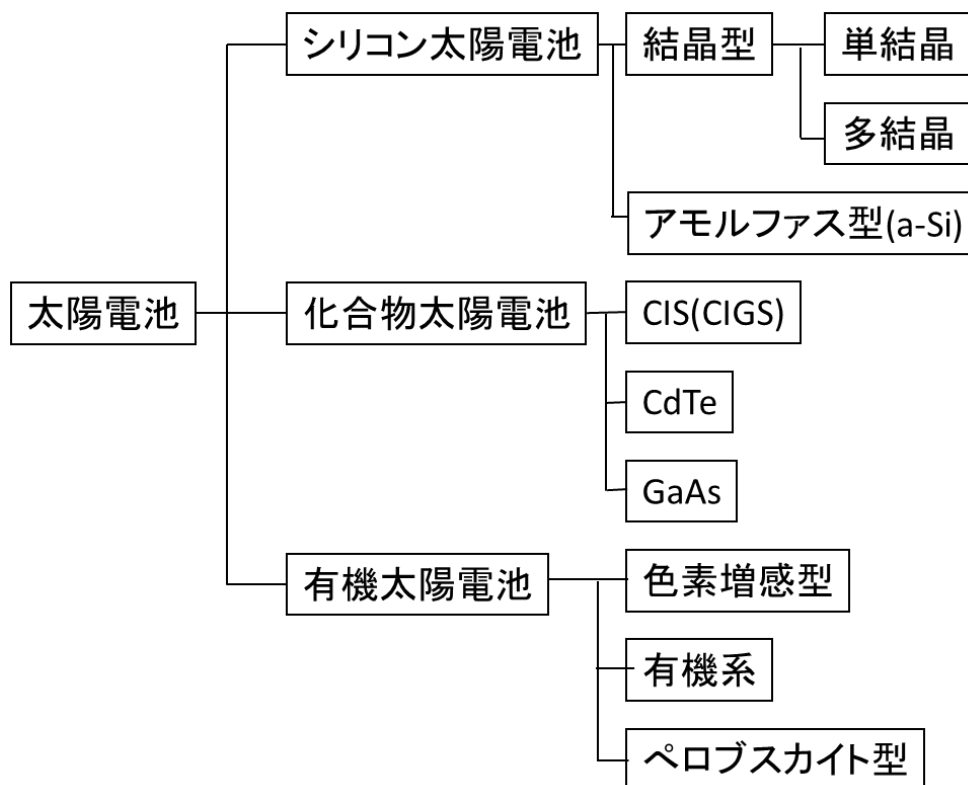 シリコン太陽電池
結晶型
単結晶
多結晶
アモルファス型(a-Si)
太陽電池
化合物太陽電池
CIS(CIGS)
CdTe
GaAs
有機太陽電池
色素増感型
有機系
ペロブスカイト型